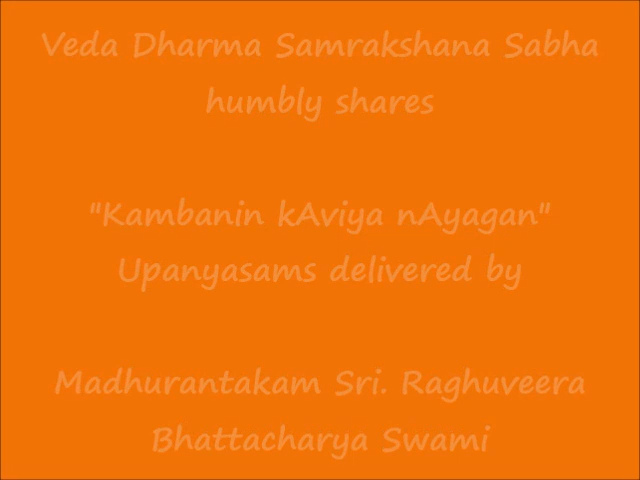 Veda Dharma Samrakshana Sabha
humbly shares
"Kambanin kAviya nAyagan"
Upanyasams delivered by
Madhurantakam Sri. Raghuveera
Bhattacharya Swami